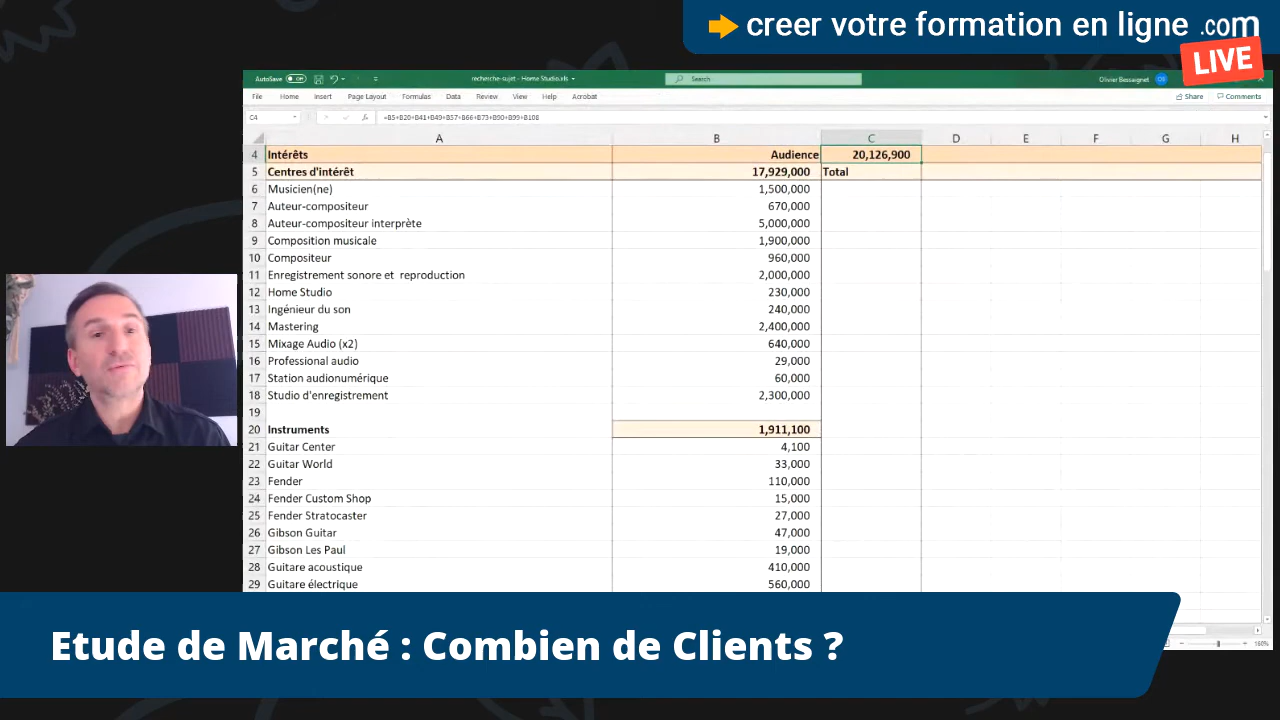 creer votre formation en ligne .com
LIVE
AutoSave Off recherche-sujet - Home Studio.xls Search Olivier Bessaignet OB
File Home Insert Page Layout Formulas Data Review View Help Acrobat Share Comments
C4 fx =B5+B20+B41+B49+B57+B66+B73+B90+B99+B108
A B C D E F G H
4 Intérêts Audience 20,126,900
5 Centres d'intérêt 17,929,000 Total
6 Musicien(ne) 1,500,000
7 Auteur-compositeur 670,000
8 Auteur-compositeur interprète 5,000,000
9 Composition musicale 1,900,000
10 Compositeur 960,000
11 Enregistrement sonore et reproduction 2,000,000
12 Home Studio 230,000
13 Ingénieur du son 240,000
14 Mastering 2,400,000
15 Mixage Audio (x2) 640,000
16 Professional audio 29,000
17 Station audionumérique 60,000
18 Studio d'enregistrement 2,300,000
19
20 Instruments 1,911,100
21 Guitar Center 4,100
22 Guitar World 33,000
23 Fender 110,000
24 Fender Custom Shop 15,000
25 Fender Stratocaster 27,000
26 Gibson Guitar 47,000
27 Gibson Les Paul 19,000
28 Guitare acoustique 410,000
29 Guitare électrique 560,000
160%
Etude de Marché : Combien de Clients ?